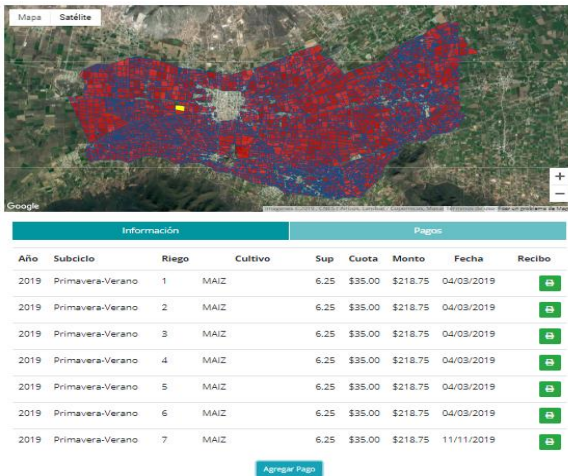 Mapa Satélite
+
−
Google
Información Pagos
Año Subciclo Riego Cultivo Sup Cuota Monto Fecha Recibo
2019 Primavera-Verano 1 MAIZ 6.25 $35.00 $218.75 04/03/2019
2019 Primavera-Verano 2 MAIZ 6.25 $35.00 $218.75 04/03/2019
2019 Primavera-Verano 3 MAIZ 6.25 $35.00 $218.75 04/03/2019
2019 Primavera-Verano 4 MAIZ 6.25 $35.00 $218.75 04/03/2019
2019 Primavera-Verano 5 MAIZ 6.25 $35.00 $218.75 04/03/2019
2019 Primavera-Verano 6 MAIZ 6.25 $35.00 $218.75 04/03/2019
2019 Primavera-Verano 7 MAIZ 6.25 $35.00 $218.75 11/11/2019
Agregar Pago